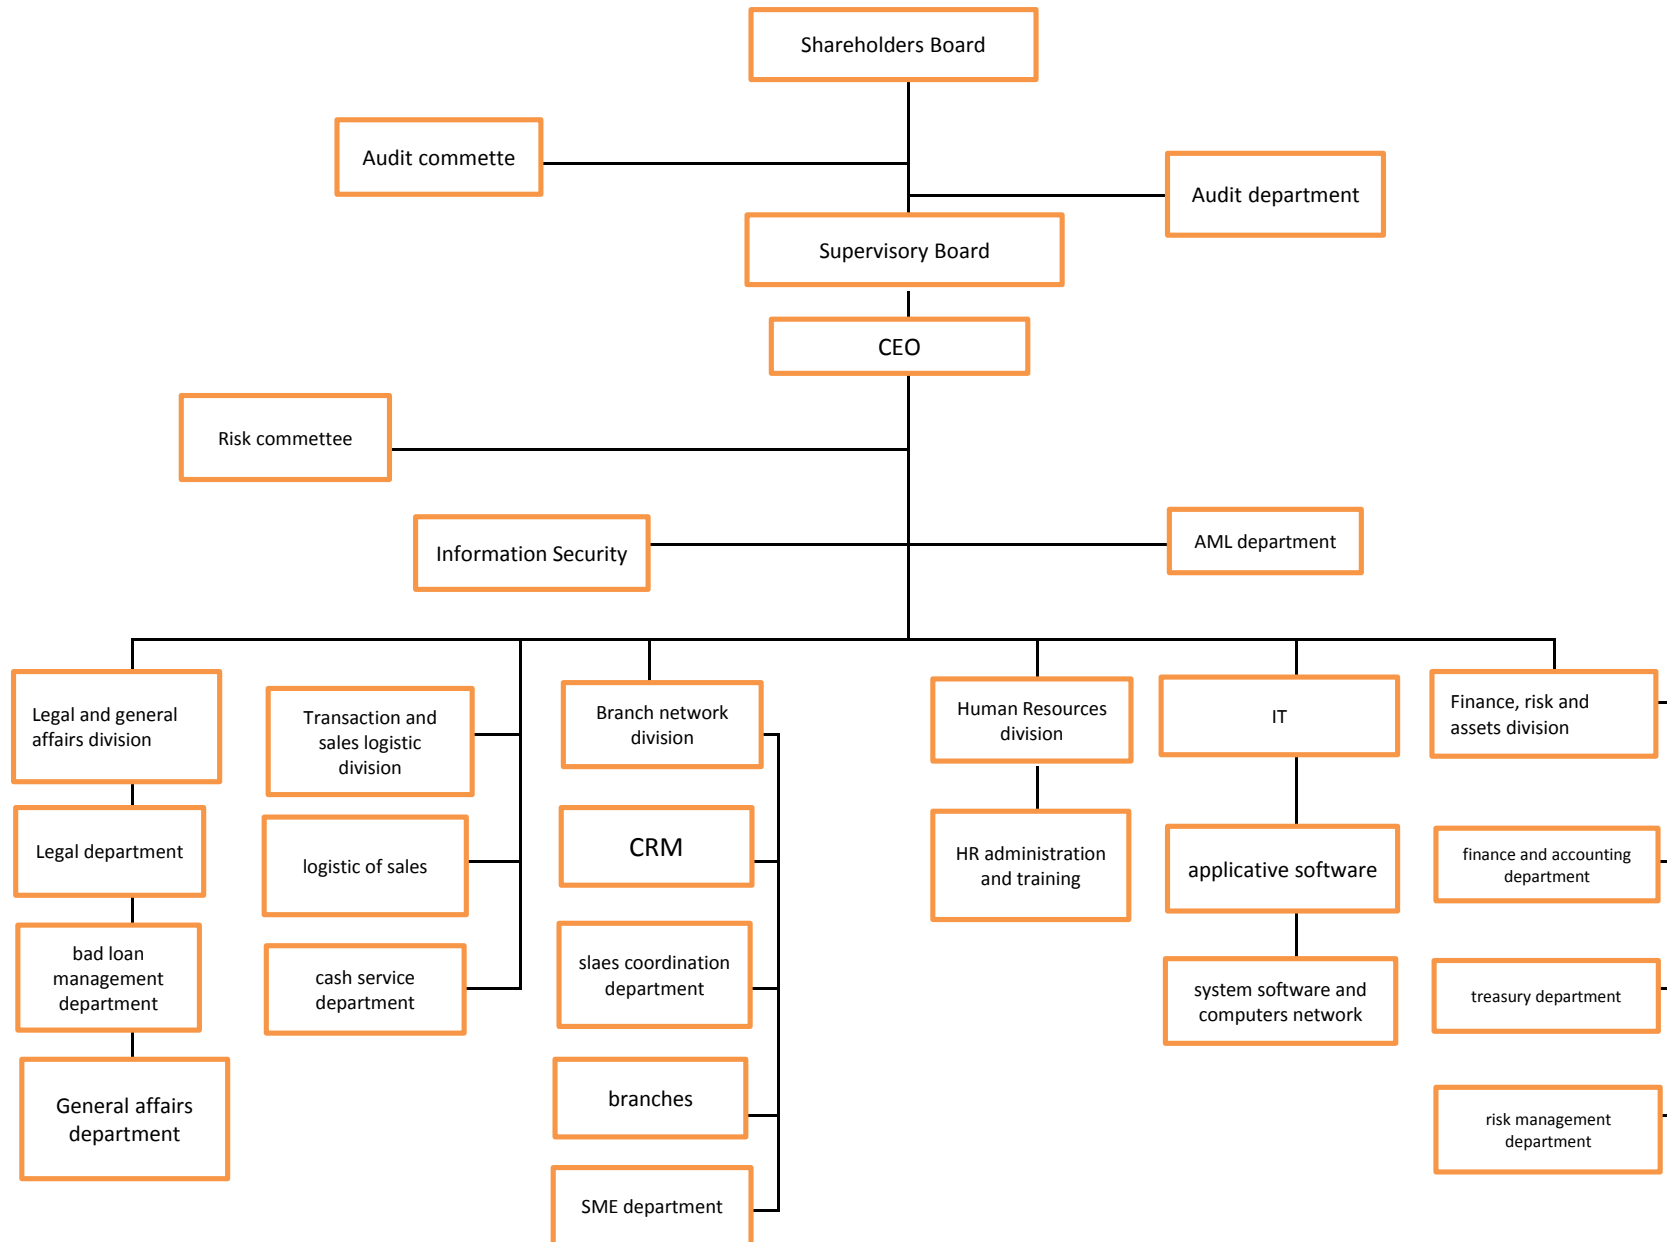 Shareholders Board
Audit commette
Audit department
Supervisory Board
CEO
Risk commettee
Information Security
AML department
Legal and general
affairs division
Transaction and
sales logistic
division
Branch network
division
Human Resources
division
IT
Finance, risk and
assets division
Legal department
logistic of sales
CRM
HR administration
and training
applicative software
finance and accounting
department
bad loan
management
department
cash service
department
slaes coordination
department
system software and
computers network
treasury department
General affairs
department
branches
risk management
department
SME department